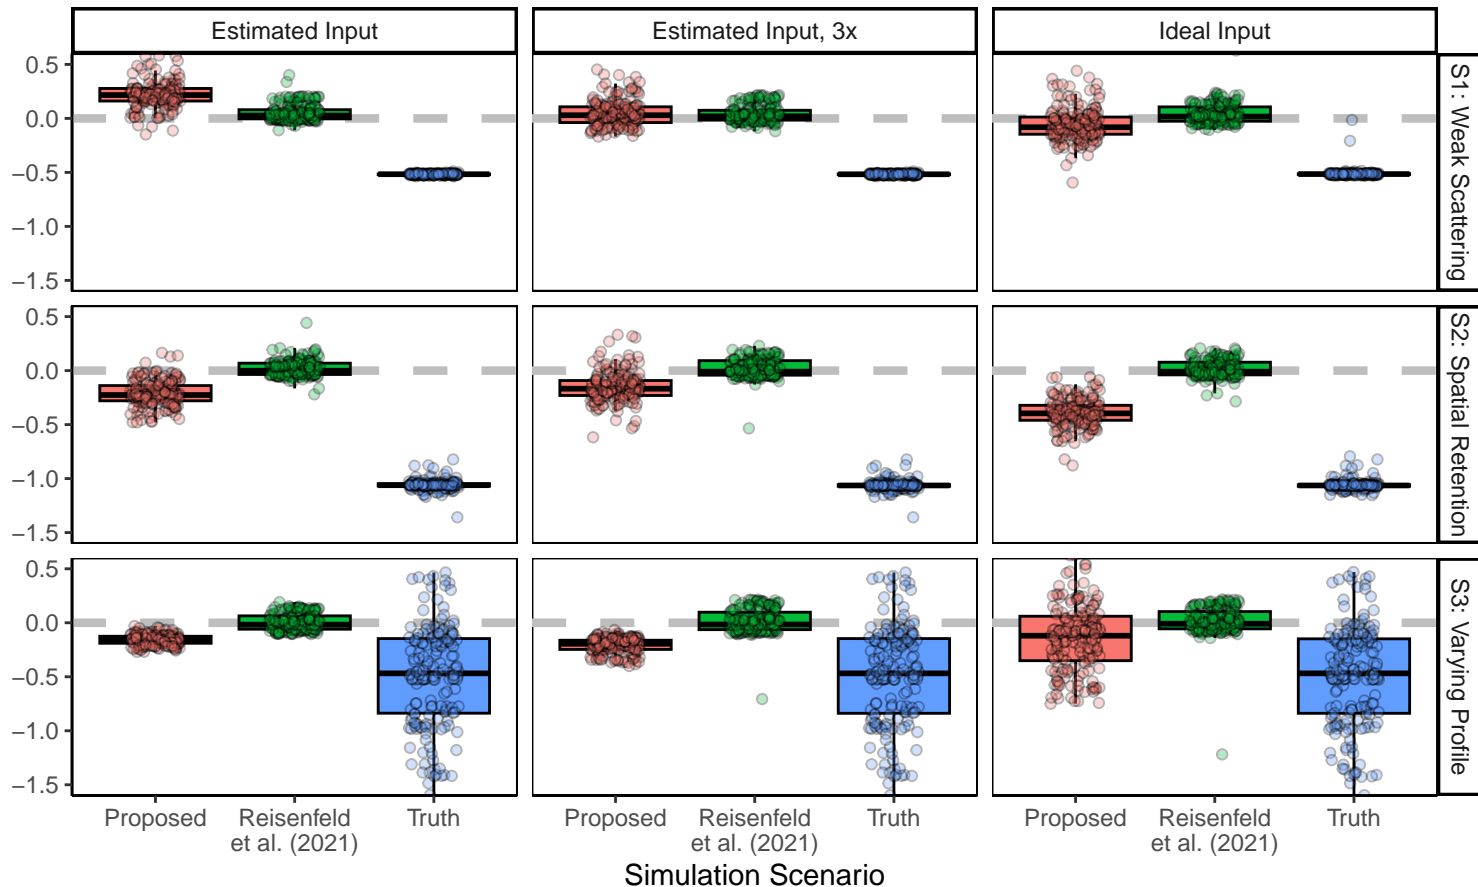 Estimated Input
Estimated Input, 3x
Ideal Input
0.5
0.0
−0.5
−1.0
−1.5
S1: Weak Scattering
0.5
0.0
−0.5
−1.0
−1.5
S2: Spatial Retention
0.5
0.0
−0.5
−1.0
−1.5
S3: Varying Profile
Proposed
Reisenfeld
et al. (2021)
Truth
Proposed
Reisenfeld
et al. (2021)
Truth
Proposed
Reisenfeld
et al. (2021)
Truth
Simulation Scenario